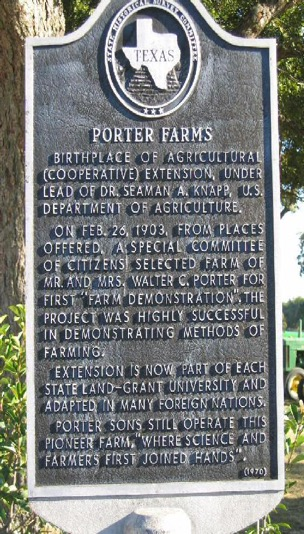 STATE HISTORICAL SURVEY COMMITTEE
TEXAS
PORTER FARMS
BIRTHPLACE OF AGRICULTURAL
(COOPERATIVE) EXTENSION, UNDER
LEAD OF DR. SEAMAN A. KNAPP, U.S.
DEPARTMENT OF AGRICULTURE.
ON FEB. 26, 1903, FROM PLACES
OFFERED, A SPECIAL COMMITTEE
OF CITIZENS SELECTED FARM OF
MR. AND MRS. WALTER C. PORTER FOR
FIRST "FARM DEMONSTRATION". THE
PROJECT WAS HIGHLY SUCCESSFUL
IN DEMONSTRATING METHODS OF
FARMING.
EXTENSION IS NOW PART OF EACH
STATE LAND-GRANT UNIVERSITY AND
ADAPTED IN MANY FOREIGN NATIONS.
PORTER SONS STILL OPERATE THIS
PIONEER FARM, "WHERE SCIENCE AND
FARMERS FIRST JOINED HANDS".
(1970)